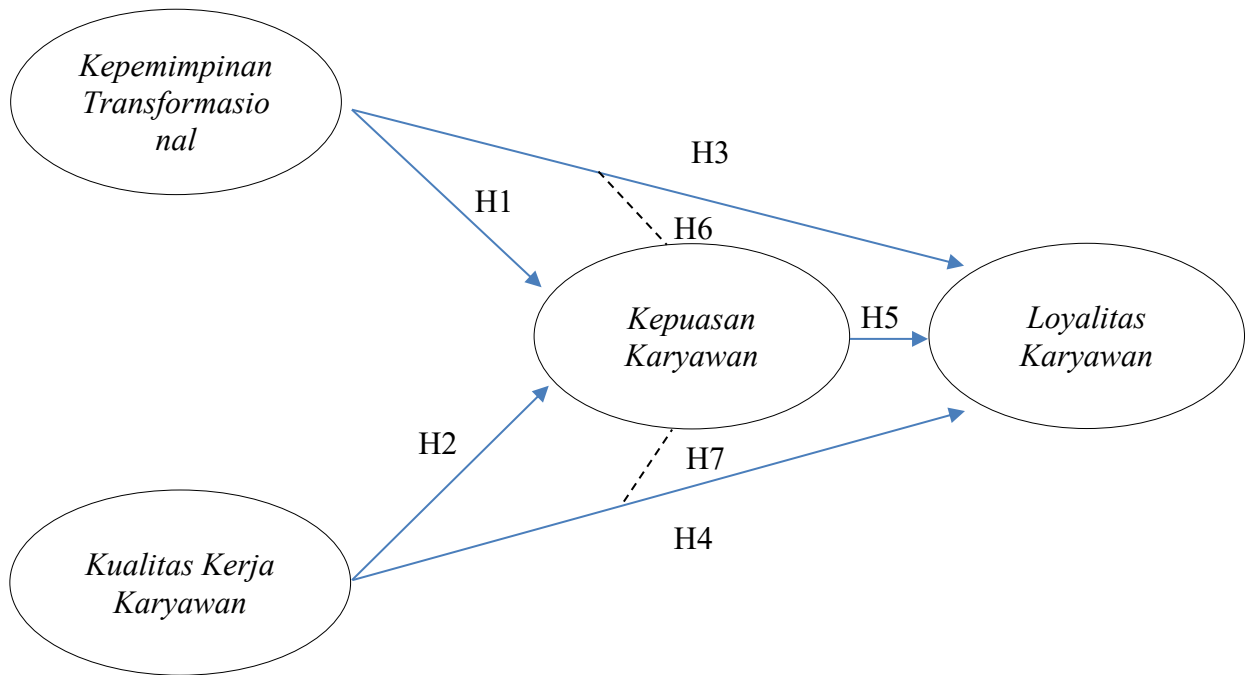 Kepemimpinan
Transformasio
nal
H3
H1
H6
Kepuasan
Karyawan
H5
Loyalitas
Karyawan
H2
H7
H4
Kualitas Kerja
Karyawan